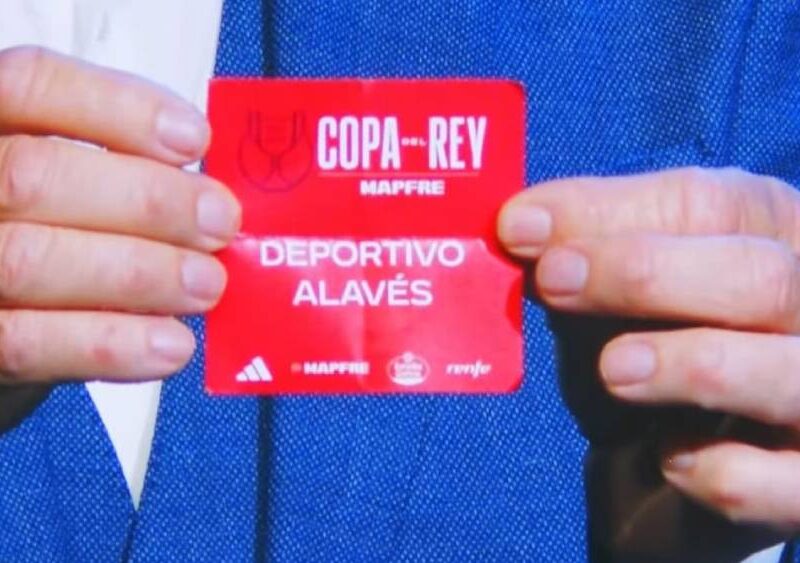 COPA DEL REY
MAPFRE
DEPORTIVO
ALAVÉS
MAPFRE
renfe